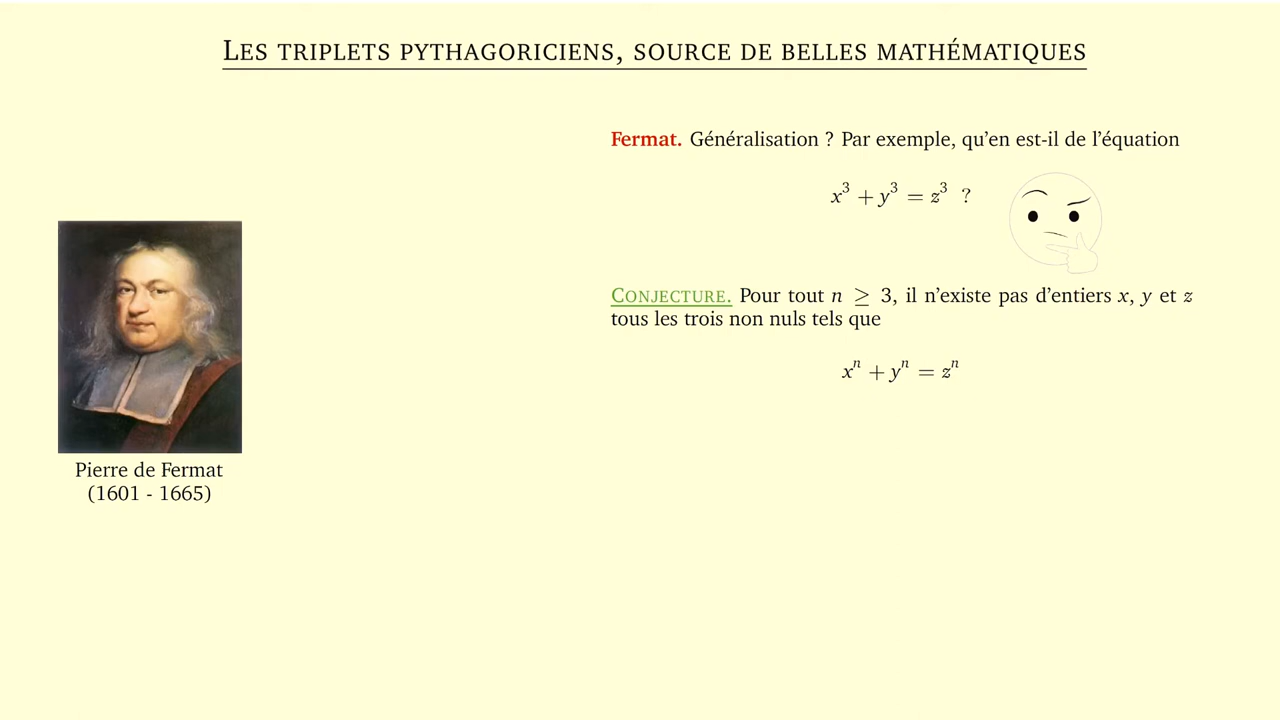 LES TRIPLETS PYTHAGORICIENS, SOURCE DE BELLES MATHÉMATIQUES
Fermat. Généralisation ? Par exemple, qu'en est-il de l'équation
x³ + y³ = z³ ?
CONJECTURE. Pour tout n ≥ 3, il n'existe pas d'entiers x, y et z
tous les trois non nuls tels que
xⁿ + yⁿ = zⁿ
Pierre de Fermat
(1601 - 1665)